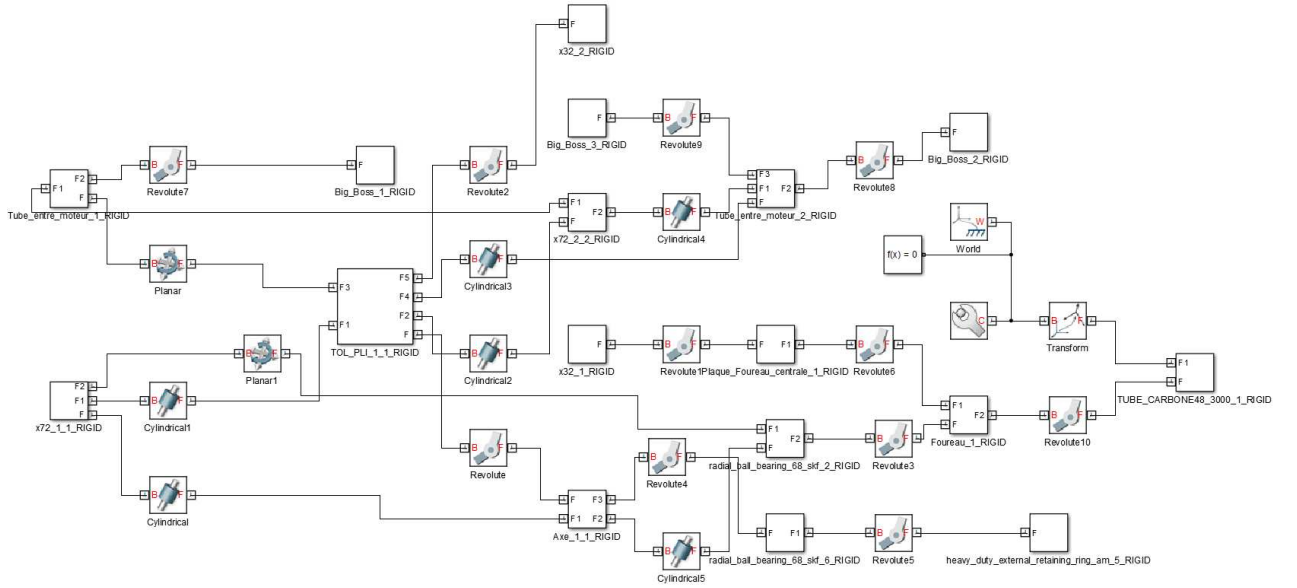 F
x32_2_RIGID
F
Big_Boss_3_RIGID
B F
Revolute9
F
Big_Boss_2_RIGID
B F
Revolute7
F
Big_Boss_1_RIGID
B F
Revolute2
B F
Revolute8
F1 F2 F
Tube_entre_moteur_1_RIGID
F3 F1 F F2
Tube_entre_moteur_2_RIGID
F1 F F2
x72_2_2_RIGID
B F
Cylindrical4
W
World
f(x) = 0
B F
Planar
B F
Cylindrical3
F3 F1 F5 F4 F2 F
TOL_PLI_1_1_RIGID
C
B F
Transform
B F
Planar1
B F
Cylindrical2
F
x32_1_RIGID
B F
Revolute1
F F1
Plaque_Foureau_centrale_1_RIGID
B F
Revolute6
F1 F
TUBE_CARBONE48_3000_1_RIGID
F2 F1 F
x72_1_1_RIGID
B F
Cylindrical1
F1 F F2
Foureau_1_RIGID
B F
Revolute10
B F
Revolute
B F
Revolute4
F1 F F2
radial_ball_bearing_68_skf_2_RIGID
B F
Revolute3
B F
Cylindrical
F F1 F3 F2
Axe_1_1_RIGID
B F
Cylindrical5
F F1
radial_ball_bearing_68_skf_6_RIGID
B F
Revolute5
F
heavy_duty_external_retaining_ring_am_5_RIGID